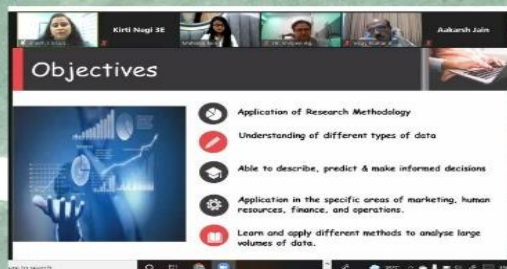 Kirti Negi 3E
Aakarsh Jain
Objectives
Application of Research Methodology
Understanding of different types of data
Able to describe, predict & make informed decisions
Application in the specific areas of marketing, human
resources, finance, and operations.
Learn and apply different methods to analyse large
volumes of data.